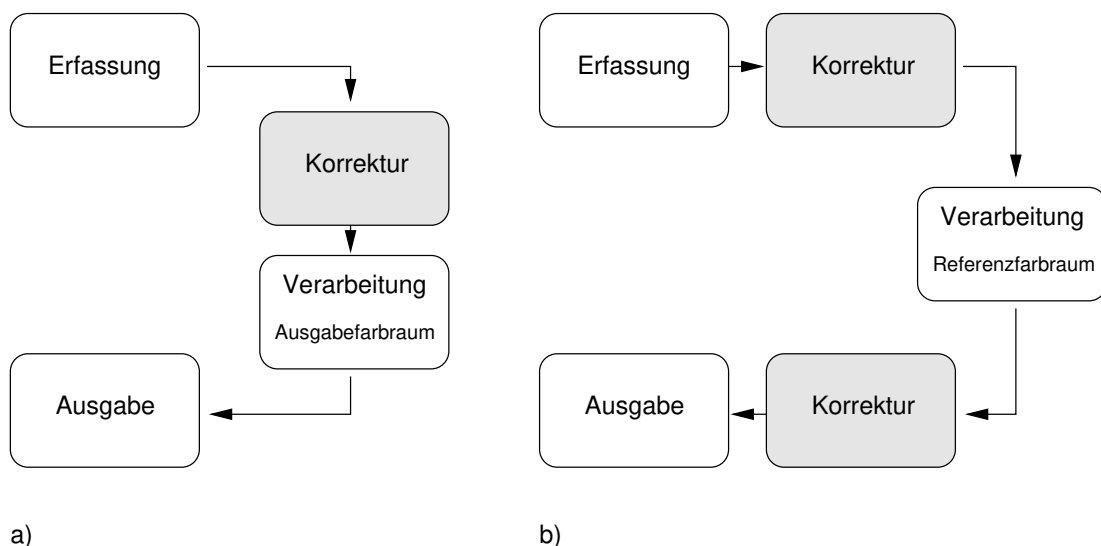 Erfassung
Korrektur
Verarbeitung
Ausgabefarbraum
Ausgabe
a)
Erfassung
Korrektur
Verarbeitung
Referenzfarbraum
Korrektur
Ausgabe
b)